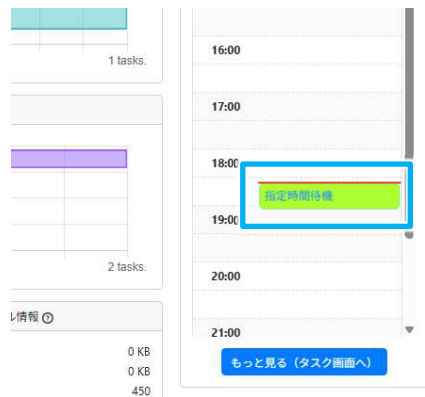 1 tasks.
2 tasks.
ル情報
0 KB
0 KB
450
16:00
17:00
18:00
指定時間待機
19:00
20:00
21:00
もっと見る（タスク画面へ）